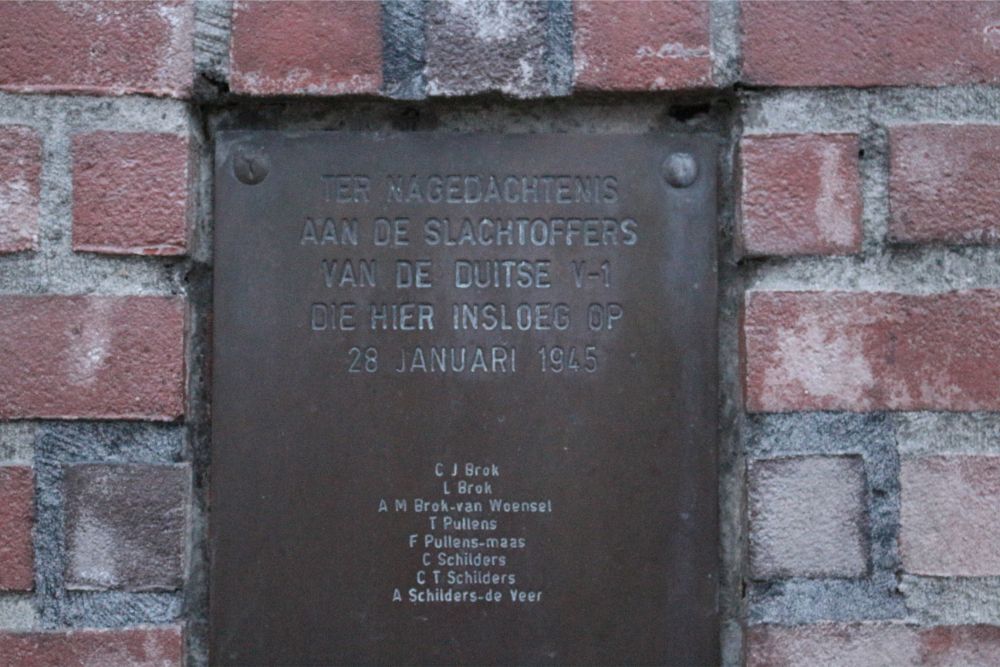 TER NAGEDACHTENIS
AAN DE SLACHTOFFERS
VAN DE DUITSE V-1
DIE HIER INSLOEG OP
28 JANUARI 1945
C J Brok
L Brok
A M Brok-van Woensel
T Pullens
F Pullens-maas
C Schilders
C T Schilders
A Schilders-de Veer